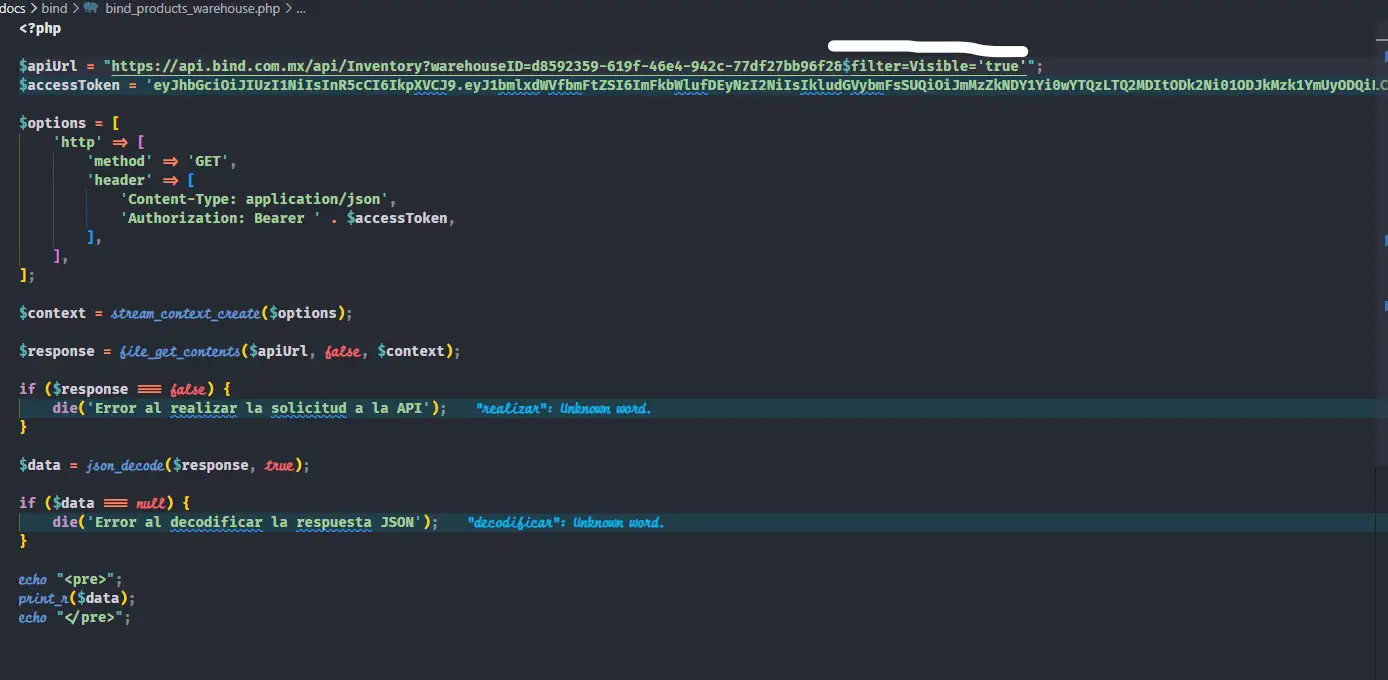 docs > bind > bind_products_warehouse.php > ...
<?php
$apiUrl = "https://api.bind.com.mx/api/Inventory?warehouseID=d8592359-619f-46e4-942c-77df27bb96f2&$filter=Visible='true'";
$accessToken = 'eyJhbGciOiJIUzI1NiIsInR5cCI6IkpXVCJ9.eyJ1bmlxdWVfbmFtZSI6ImFkbWlufDEyNzI2NiIsIkludGVybmFsSUQiOiJmMzZkNDY1Yi0wYTQzLTQ2MDItODk2Ni01ODJkMzk1YmUyODQiLC
$options = [
'http' => [
'method' => 'GET',
'header' => [
'Content-Type: application/json',
'Authorization: Bearer ' . $accessToken,
],
],
];
$context = stream_context_create($options);
$response = file_get_contents($apiUrl, false, $context);
if ($response === false) {
die('Error al realizar la solicitud a la API'); "realizar": Unknown word.
}
$data = json_decode($response, true);
if ($data === null) {
die('Error al decodificar la respuesta JSON'); "decodificar": Unknown word.
}
echo "<pre>";
print_r($data);
echo "</pre>";